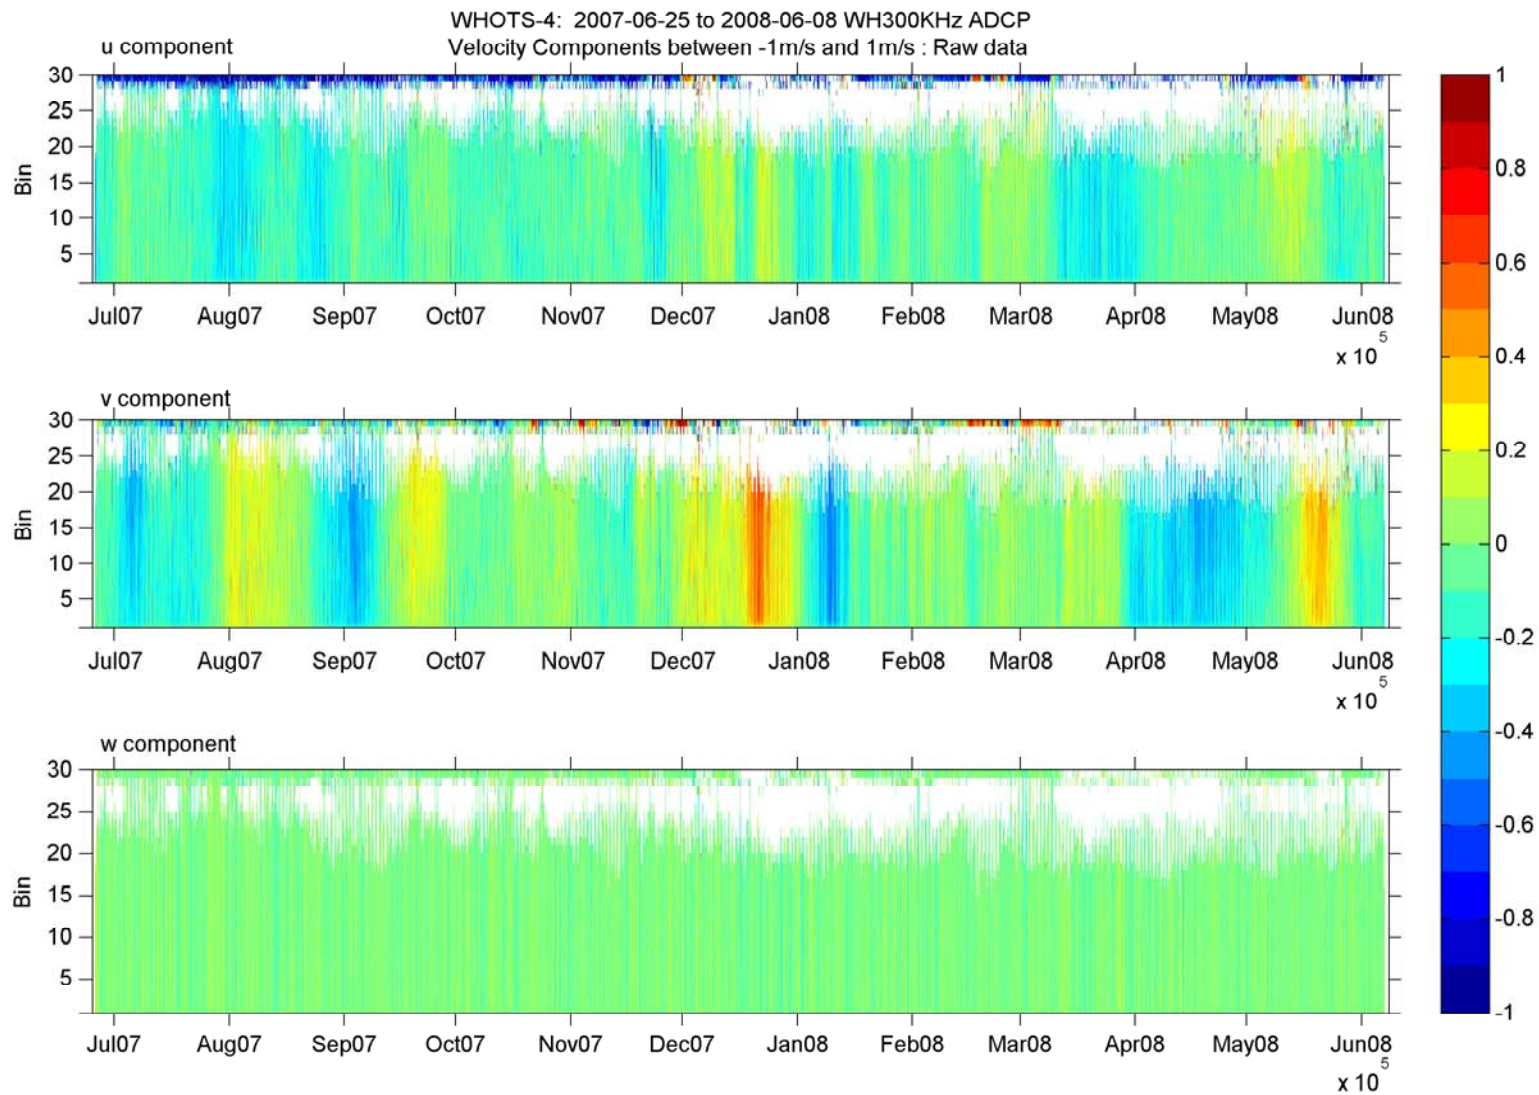 WHOTS-4: 2007-06-25 to 2008-06-08 WH300KHz ADCP
Velocity Components between -1m/s and 1m/s : Raw data
u component
30
25
20
15
10
5
Bin
Jul07 Aug07 Sep07 Oct07 Nov07 Dec07 Jan08 Feb08 Mar08 Apr08 May08 Jun08
x 10^5
v component
30
25
20
15
10
5
Bin
Jul07 Aug07 Sep07 Oct07 Nov07 Dec07 Jan08 Feb08 Mar08 Apr08 May08 Jun08
x 10^5
w component
30
25
20
15
10
5
Bin
Jul07 Aug07 Sep07 Oct07 Nov07 Dec07 Jan08 Feb08 Mar08 Apr08 May08 Jun08
x 10^5
1
0.8
0.6
0.4
0.2
0
-0.2
-0.4
-0.6
-0.8
-1